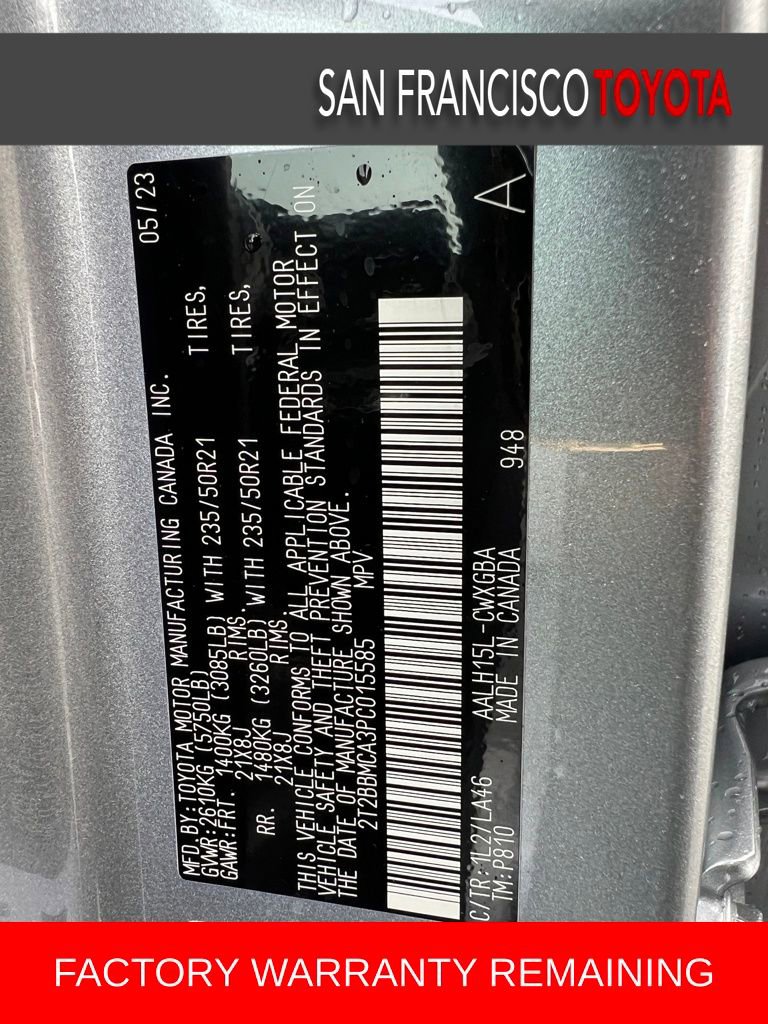 SAN FRANCISCO TOYOTA
05/23
MFD. BY: TOYOTA MOTOR MANUFACTURING CANADA INC.
GVWR: 2610KG (5750LB)
GAWR: FRT. 1400KG (3085LB) WITH 235/50R21 TIRES,
21X8J RIMS.
RR. 1480KG (3260LB) WITH 235/50R21 TIRES,
21X8J RIMS.
THIS VEHICLE CONFORMS TO ALL APPLICABLE FEDERAL MOTOR
VEHICLE SAFETY AND THEFT PREVENTION STANDARDS IN EFFECT ON
THE DATE OF MANUFACTURE SHOWN ABOVE.
2T2BBMCA3PC015585 MPV
C/TR: 1L2/LA46 AALH15L-CWXGBA A
TM: P810 MADE IN CANADA 948
FACTORY WARRANTY REMAINING